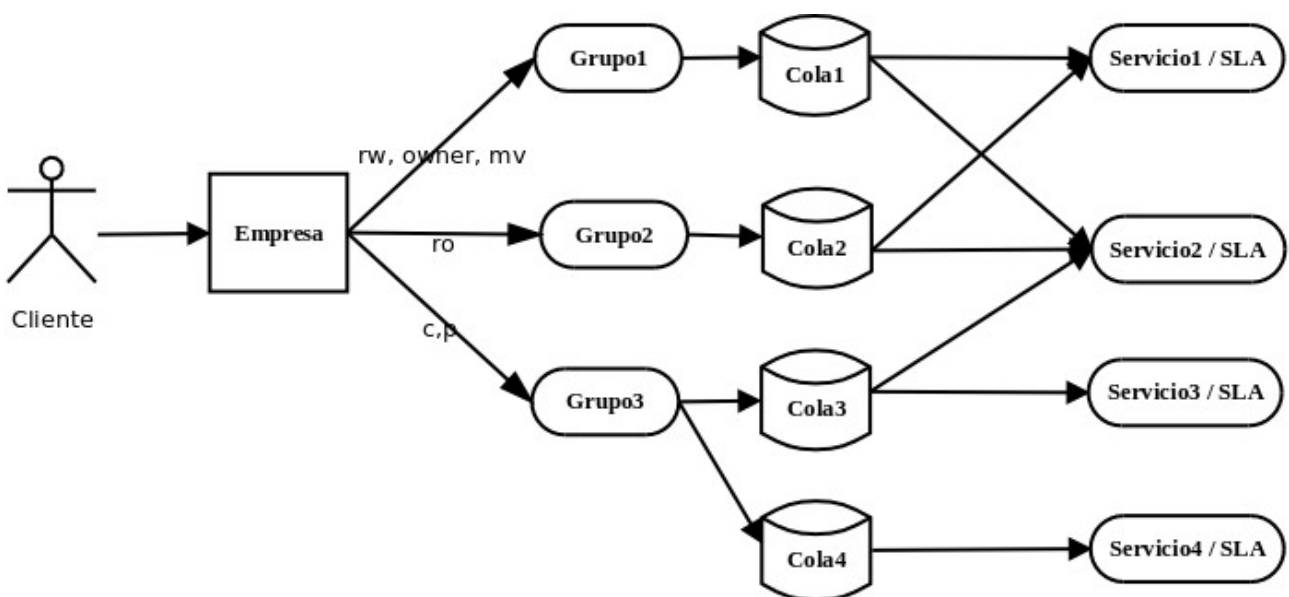 Grupo1
Cola1
Servicio1 / SLA
rw, owner, mv
Empresa
Cliente
ro
Grupo2
Cola2
Servicio2 / SLA
c,p
Grupo3
Cola3
Servicio3 / SLA
Cola4
Servicio4 / SLA